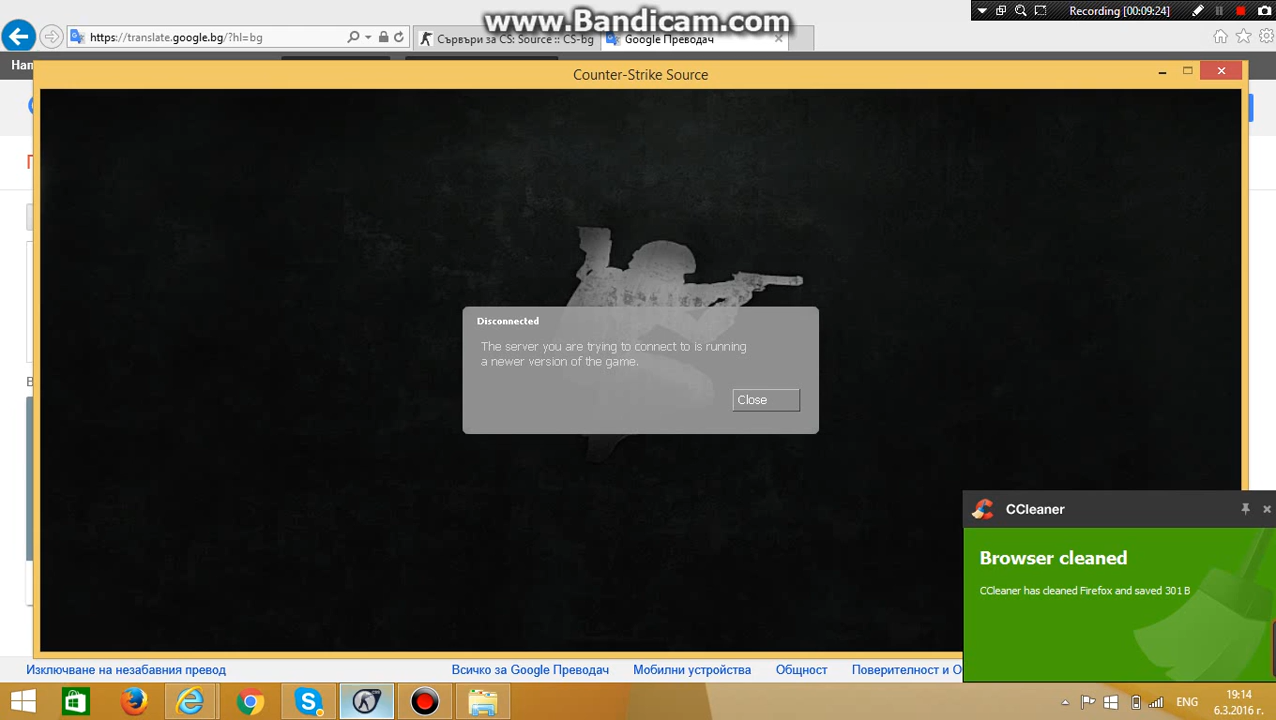 www.Bandicam.com
Recording [00:09:24]
https://translate.google.bg/?hl=bg
Сървъри за CS: Source :: CS-bg
Google Преводач
Counter-Strike Source
Disconnected
The server you are trying to connect to is running
a newer version of the game.
Close
CCleaner
Browser cleaned
CCleaner has cleaned Firefox and saved 301 B
Изключване на незабавния превод
Всичко за Google Преводач
Мобилни устройства
Общност
Поверителност и
ENG
19:14
6.3.2016 г.